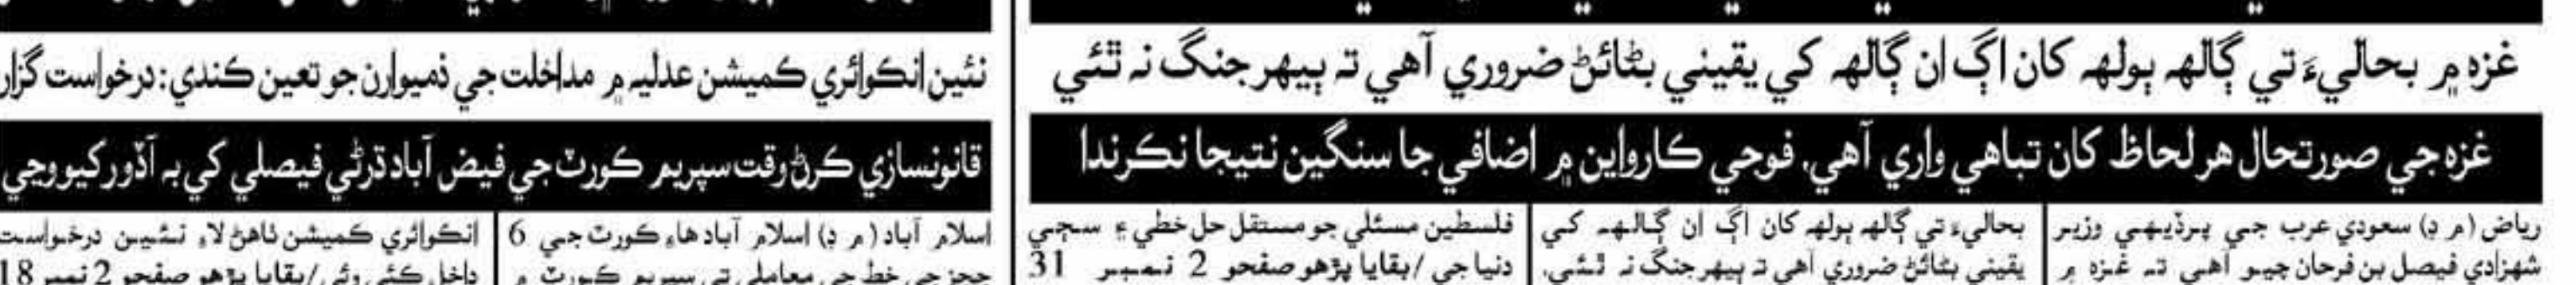 غزه ۾ بحاليءَ تي ڳالهه ٻولهه کان اڳ ان ڳالهه کي يقيني بڻائڻ ضروري آهي ته ٻيهر جنگ نه ٿئي
غزه جي صورتحال هر لحاظ کان تباهي واري آهي، فوجي ڪاروائين ۾ اضافي جا سنگين نتيجا نڪرندا
رياض (م ڊ) سعودي عرب جي پرڏيهي وزير
شهزادي فيصل بن فرحان چيو آهي ته غزه ۾
بحاليءَ تي ڳالهه ٻولهه کان اڳ ان ڳالهه کي
يقيني بڻائڻ ضروري آهي ته ٻيهر جنگ نه ٿئي،
فلسطين مسئلي جو مستقل حل خطي ۽ سڄي
دنيا جي /بقايا پڙهو صفحو 2 نمبر 31
نئين انڪوائري ڪميشن عدليه ۾ مداخلت جي ذميوارن جو تعين ڪندي: درخواست گزار
قانونسازي ڪرڻ وقت سپريم ڪورٽ جي فيض آباد ڌرڻي فيصلي کي به آڏو رکيو وڃي
اسلام آباد (م ڊ) اسلام آباد هاءِ ڪورٽ جي 6
ججز جي خط جي معاملي تي سپريم ڪورٽ ۾
انڪوائري ڪميشن ٺاهڻ لاءِ نئين درخواست
داخل ڪئي وئي /بقايا پڙهو صفحو 2 نمبر 18